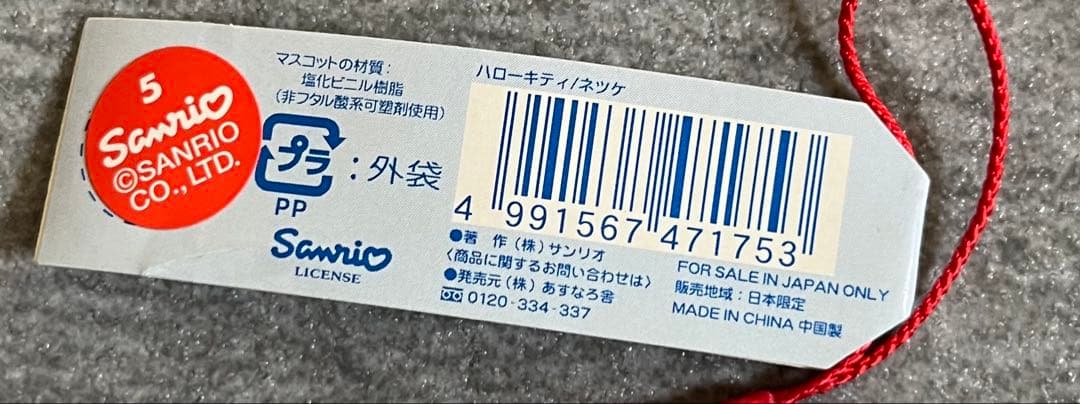 5
Sanrio
©SANRIO
CO., LTD.
マスコットの材質:
塩化ビニル樹脂
(非フタル酸系可塑剤使用)
プラ:外袋
PP
Sanrio
LICENSE
ハローキティ/ネツケ
4 991567 471753
●著 作(株)サンリオ
〈商品に関するお問い合わせは〉
●発売元(株)あすなろ舎
0120-334-337
FOR SALE IN JAPAN ONLY
販売地域:日本限定
MADE IN CHINA 中国製